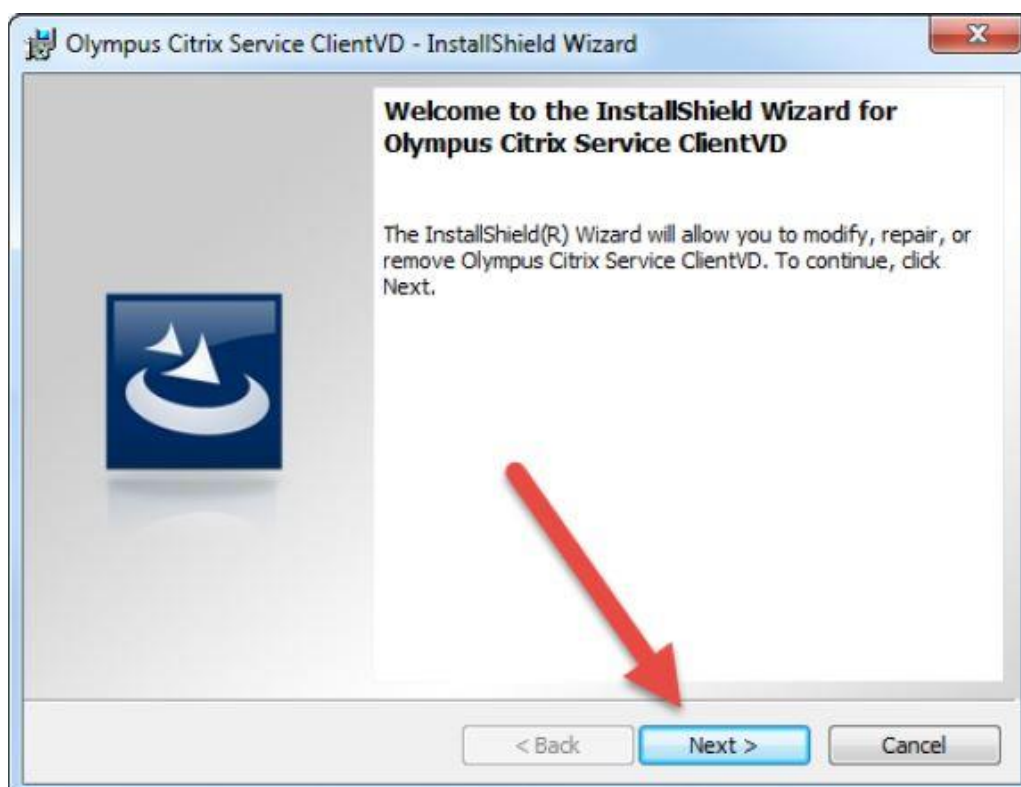 Olympus Citrix Service ClientVD - InstallShield Wizard
Welcome to the InstallShield Wizard for
Olympus Citrix Service ClientVD
The InstallShield(R) Wizard will allow you to modify, repair, or
remove Olympus Citrix Service ClientVD. To continue, click
Next.
< Back Next > Cancel